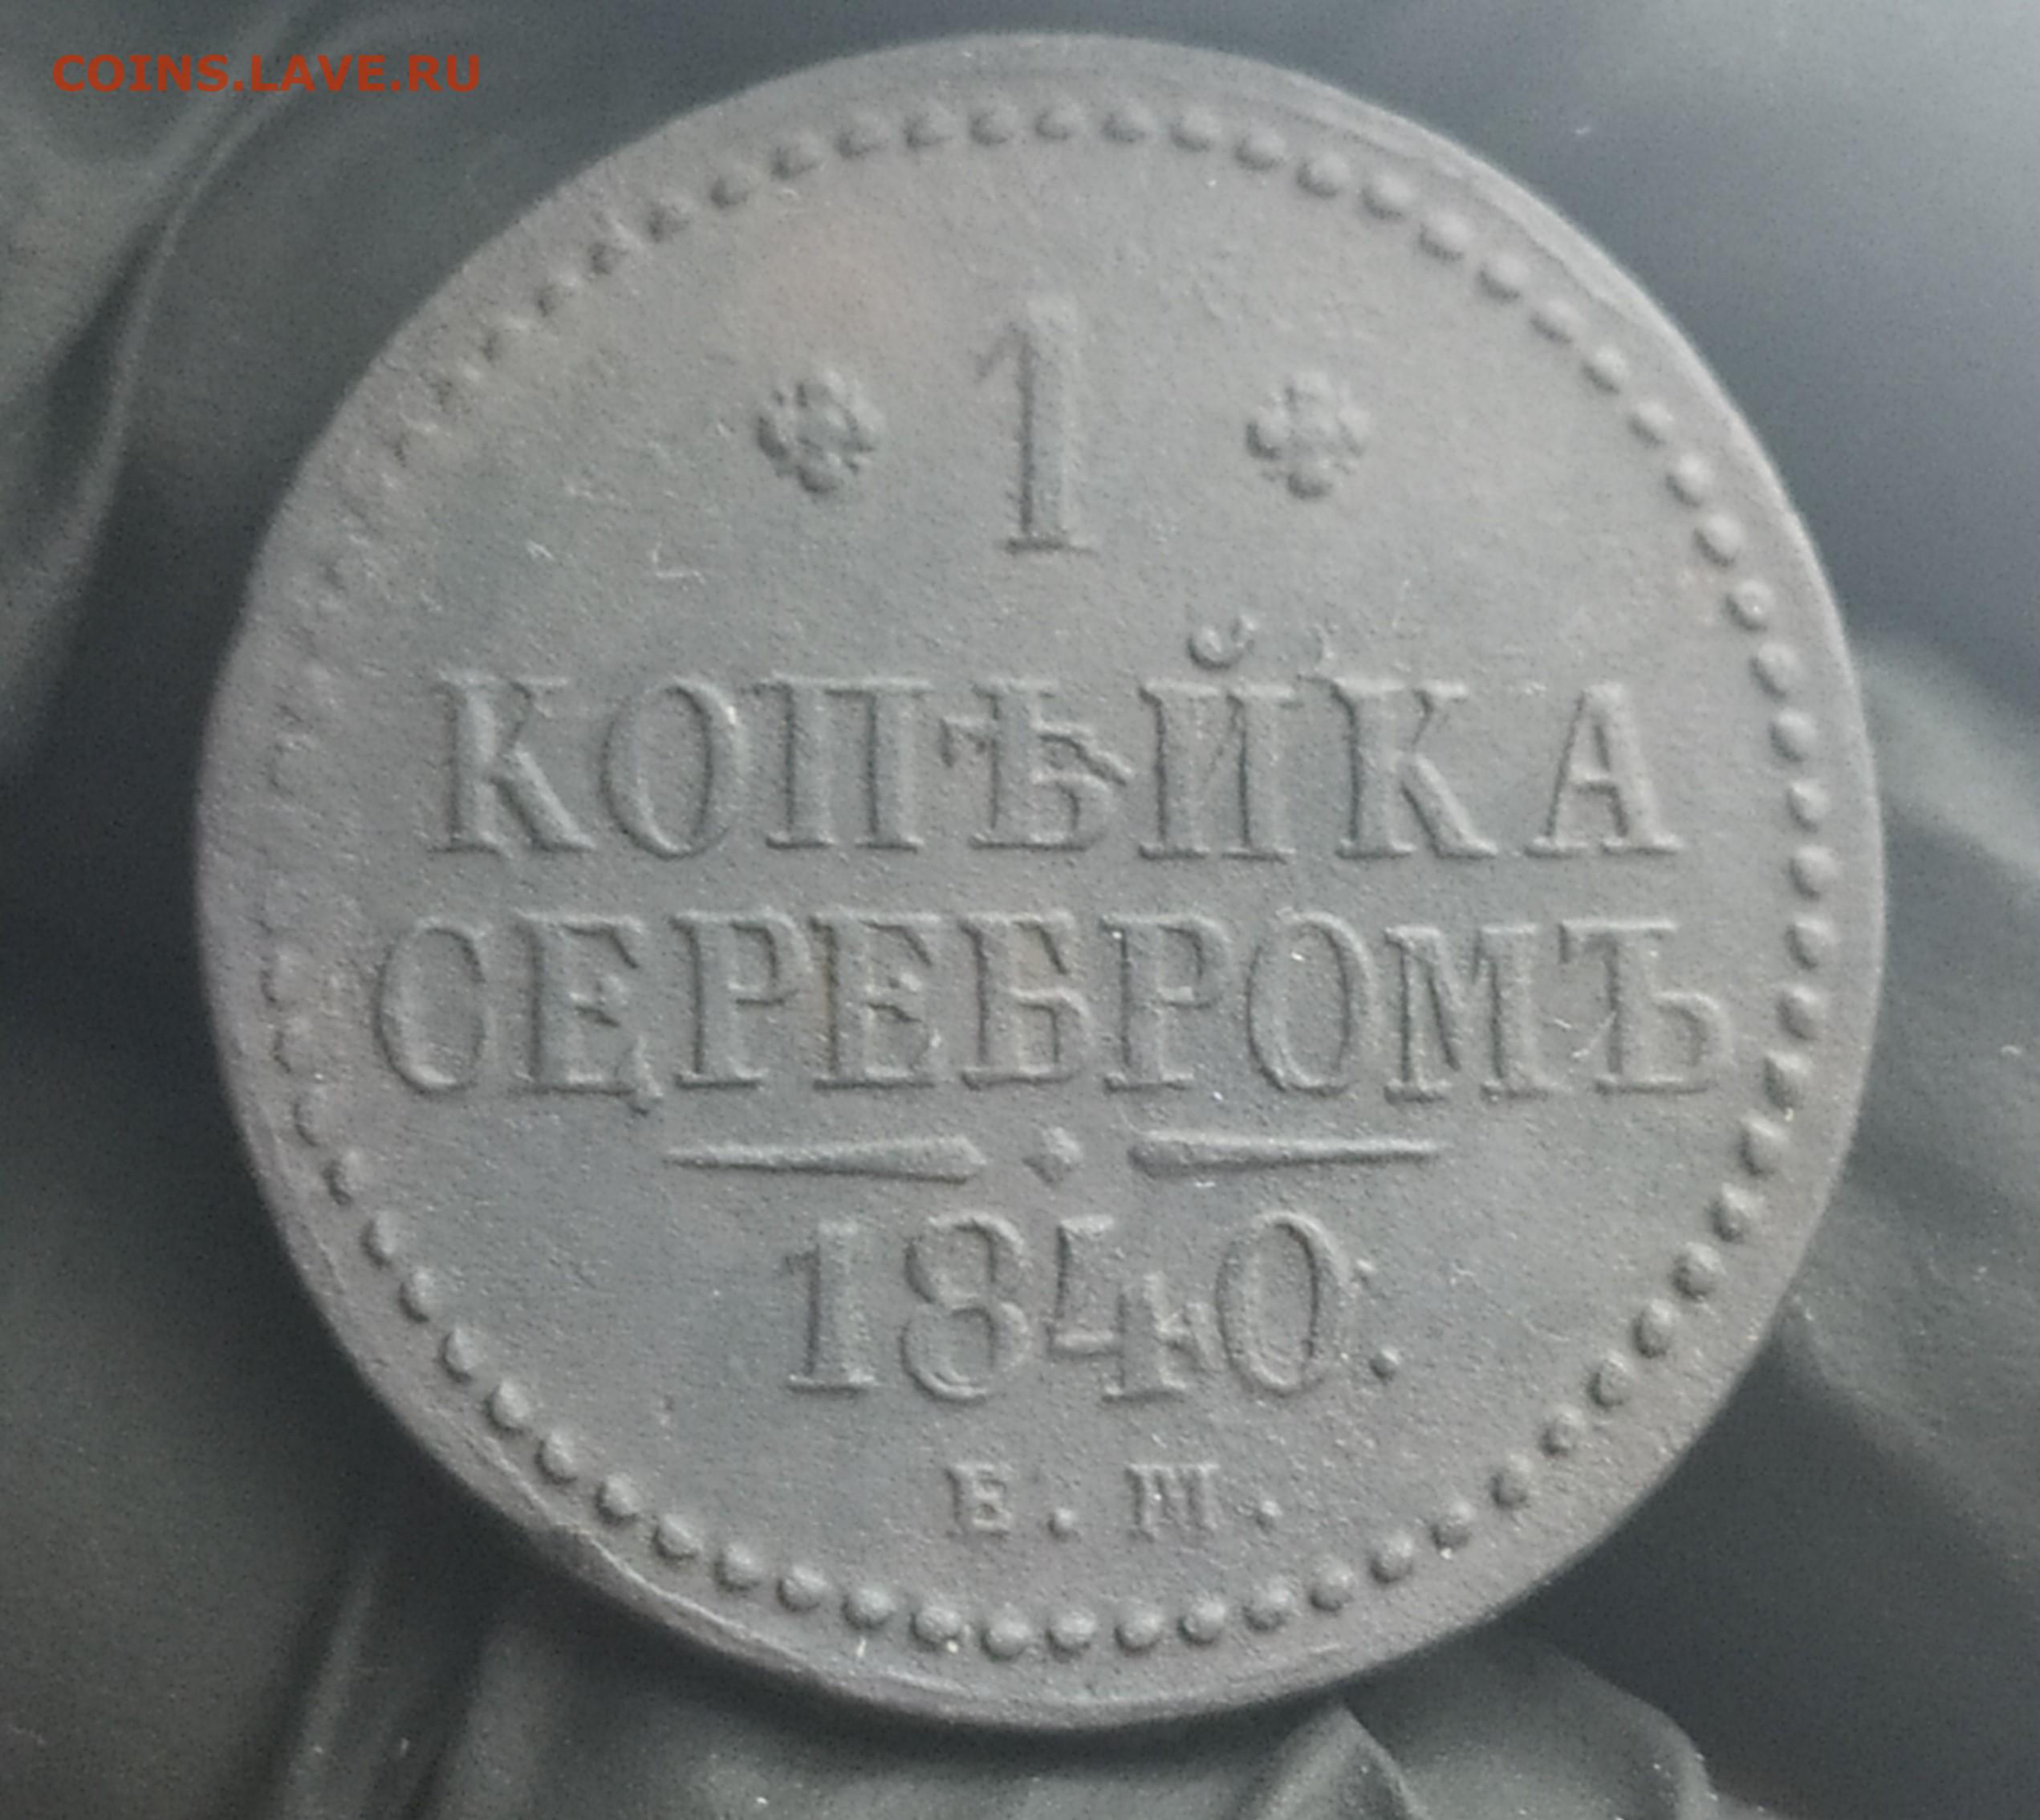 COINS.LAVE.RU
1
КОПѢЙКА
СЕРЕБРОМЪ
1840.
Е. М.